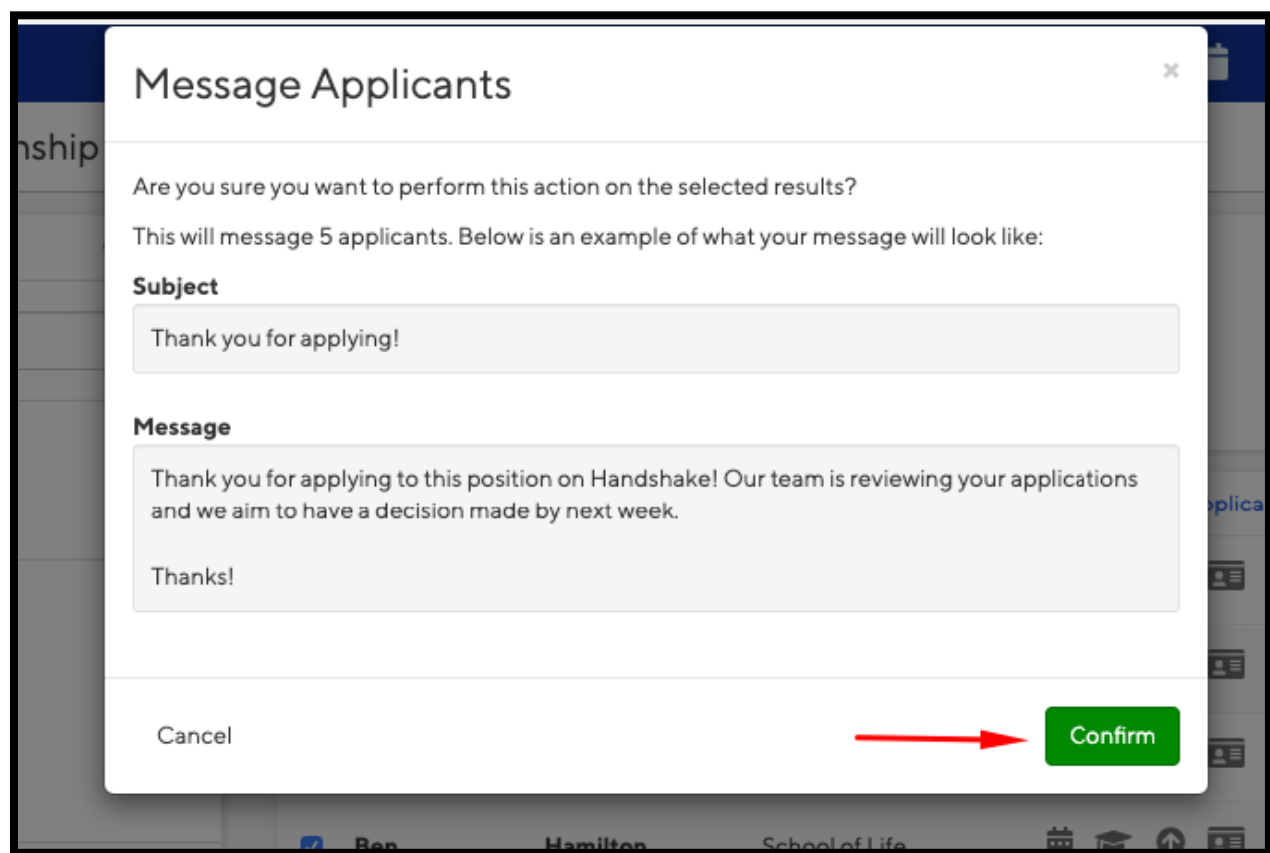 Message Applicants
×
nship
Are you sure you want to perform this action on the selected results?
This will message 5 applicants. Below is an example of what your message will look like:
Subject
Thank you for applying!
Message
Thank you for applying to this position on Handshake! Our team is reviewing your applications
and we aim to have a decision made by next week.
pplica
Thanks!
Cancel
Confirm
Ben Hamilton School of Life